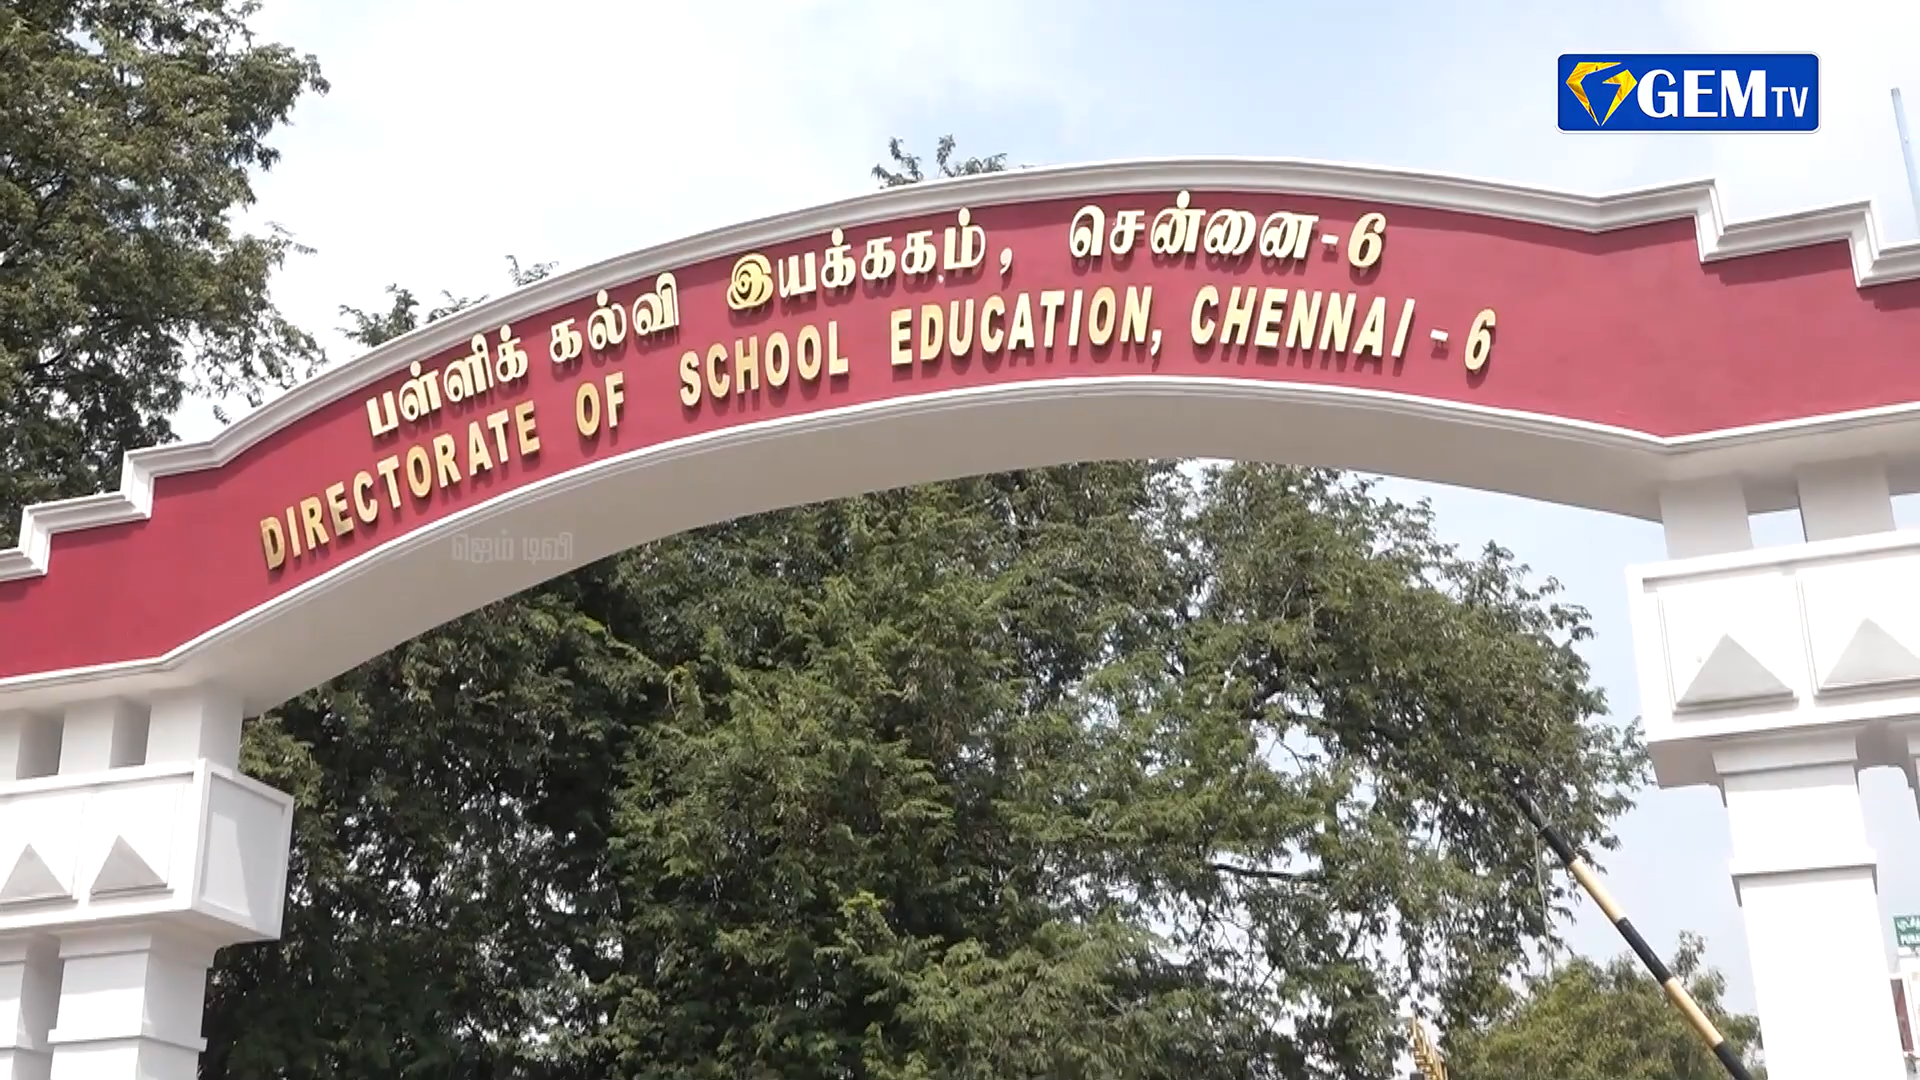 GEM TV
பள்ளிக் கல்வி இயக்ககம், சென்னை-6
DIRECTORATE OF SCHOOL EDUCATION, CHENNAI - 6
ஜெம் டிவி